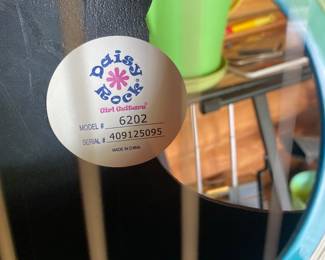 Daisy
Rock
Girl Guitars
MODEL # 6202
SERIAL # 409125095
MADE IN CHINA